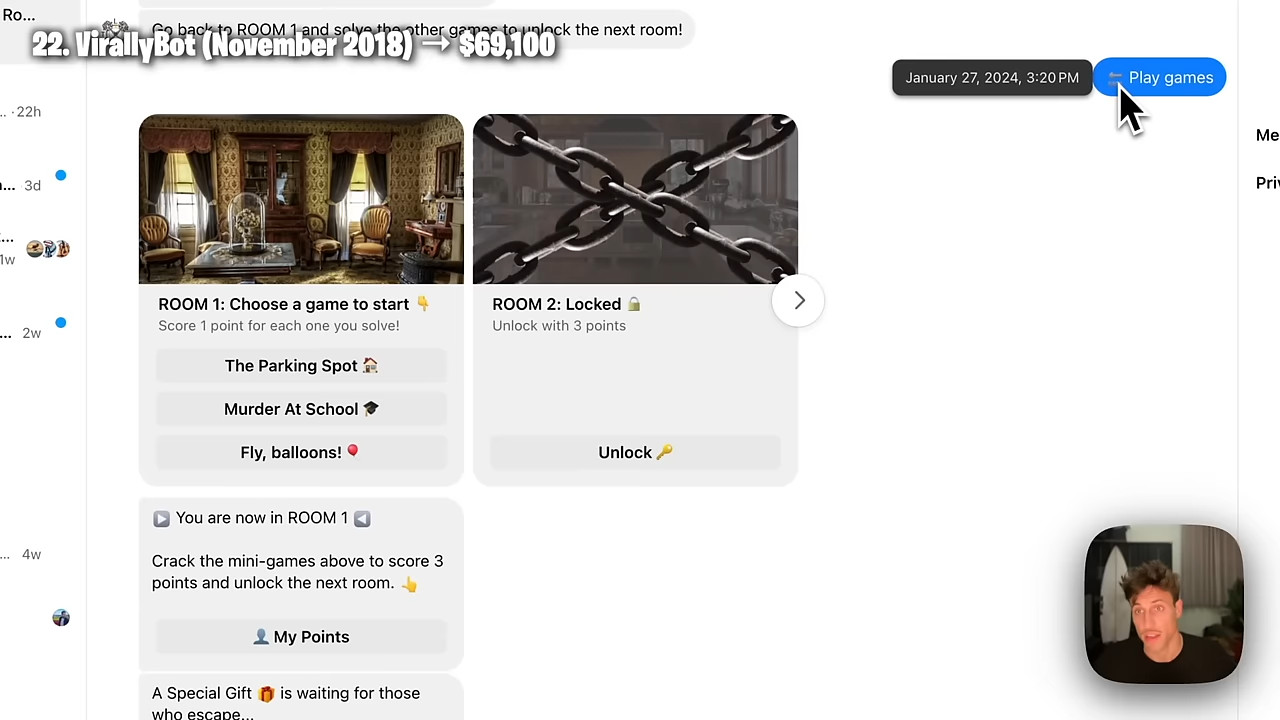 Ro...
Go back to ROOM 1 and solve the other games to unlock the next room!
22. VirallyBot (November 2018) → $69,100
January 27, 2024, 3:20 PM
Play games
... · 22h
Me
... 3d
Priv
... 1w
ROOM 1: Choose a game to start 👇
Score 1 point for each one you solve!
ROOM 2: Locked 🔒
Unlock with 3 points
... 2w
The Parking Spot 🏠
Murder At School 🎓
Fly, balloons! 🎈
Unlock 🔑
▶️ You are now in ROOM 1 ◀️
... 4w
Crack the mini-games above to score 3
points and unlock the next room. 👆
👤 My Points
A Special Gift 🎁 is waiting for those
who escape...